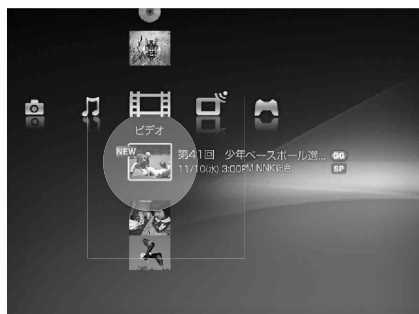 ビデオ
NEW
第41回 少年ベースボール選... GG
11/10(水) 3:00PM NNK総合 SP